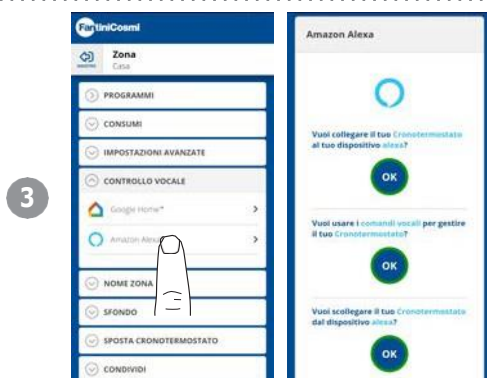 3
FantiniCosmi
Zona
Casa
PROGRAMMI
CONSUMI
IMPOSTAZIONI AVANZATE
CONTROLLO VOCALE
Google Home*
Amazon Alexa
NOME ZONA
SFONDO
SPOSTA CRONOTERMOSTATO
CONDIVIDI
Amazon Alexa
Vuoi collegare il tuo Cronotermostato
al tuo dispositivo alexa?
OK
Vuoi usare i comandi vocali per gestire
il tuo Cronotermostato?
OK
Vuoi scollegare il tuo Cronotermostato
dal dispositivo alexa?
OK